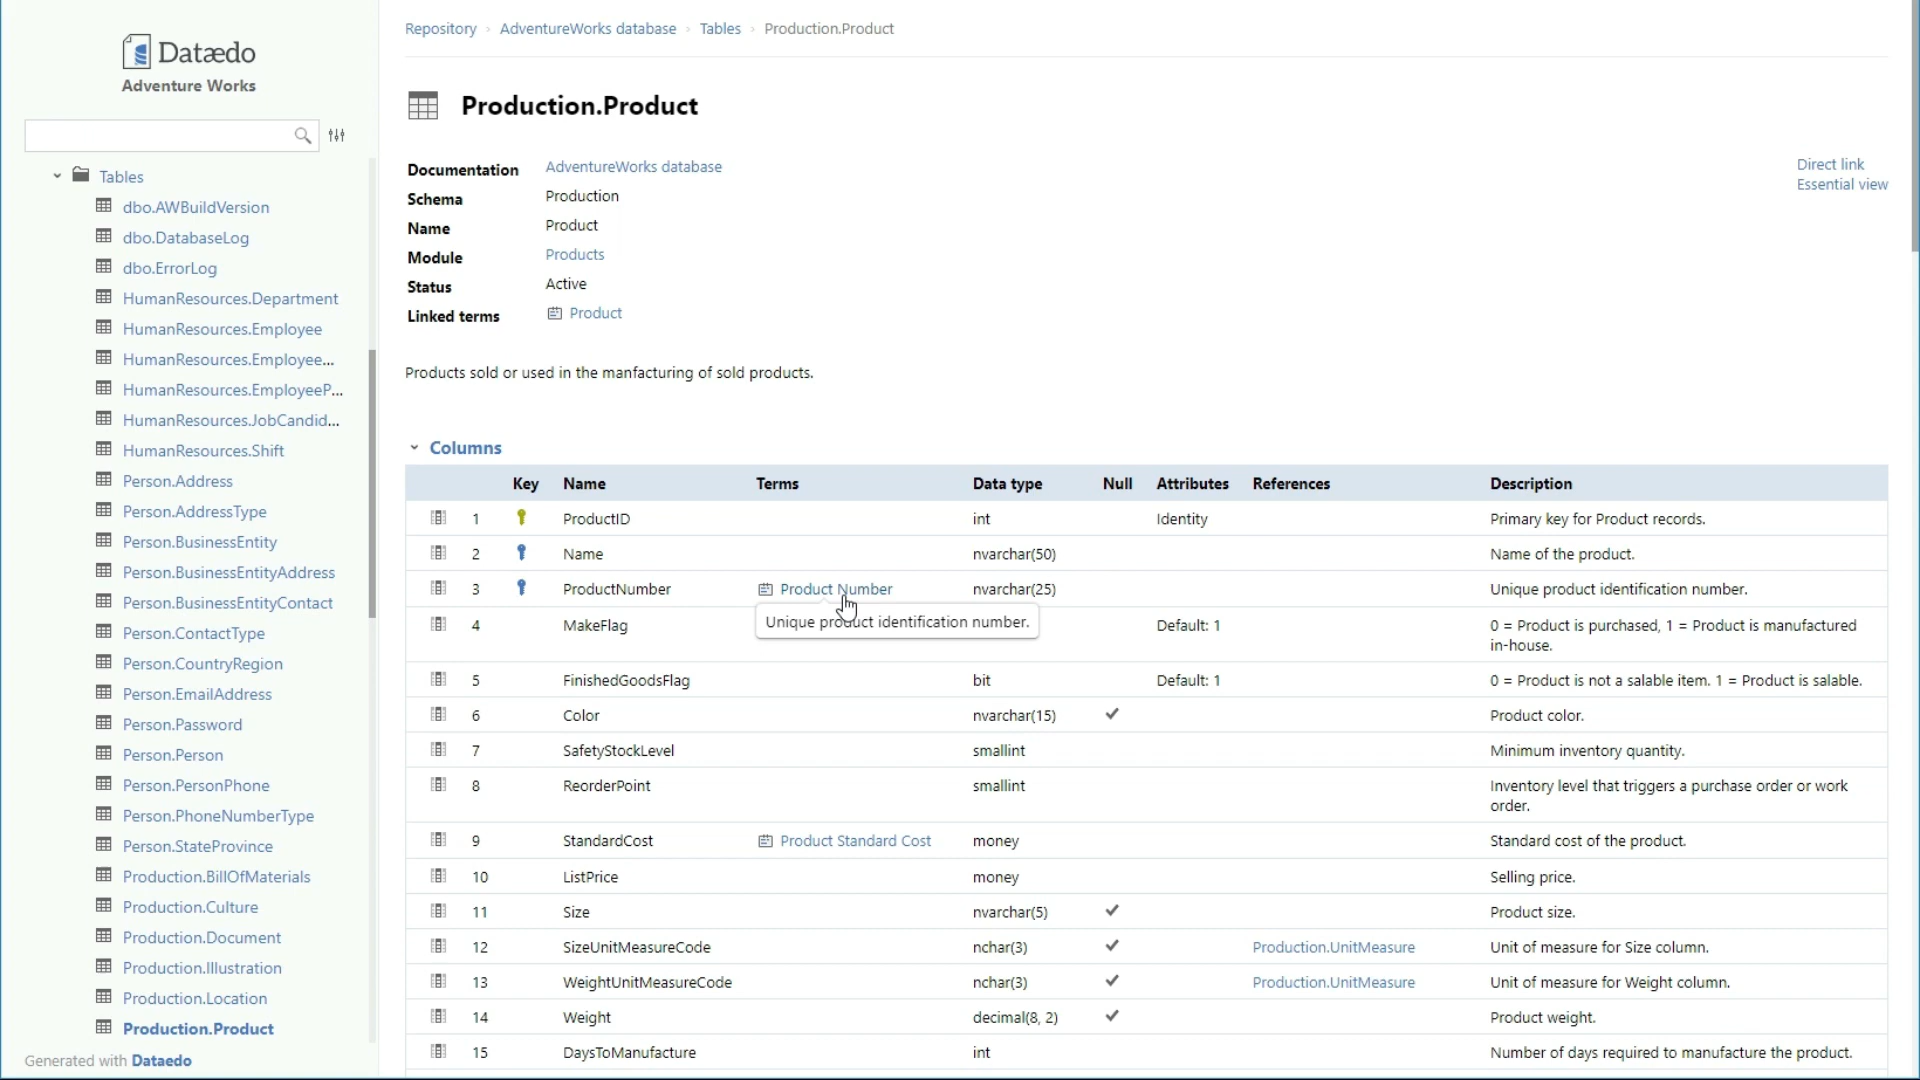 Dataedo
Adventure Works
Tables
dbo.AWBuildVersion
dbo.DatabaseLog
dbo.ErrorLog
HumanResources.Department
HumanResources.Employee
HumanResources.Employee...
HumanResources.EmployeeP...
HumanResources.JobCandid...
HumanResources.Shift
Person.Address
Person.AddressType
Person.BusinessEntity
Person.BusinessEntityAddress
Person.BusinessEntityContact
Person.ContactType
Person.CountryRegion
Person.EmailAddress
Person.Password
Person.Person
Person.PersonPhone
Person.PhoneNumberType
Person.StateProvince
Production.BillOfMaterials
Production.Culture
Production.Document
Production.Illustration
Production.Location
Production.Product
Generated with Dataedo
Repository › AdventureWorks database › Tables › Production.Product
Production.Product
Documentation AdventureWorks database
Schema Production
Name Product
Module Products
Status Active
Linked terms Product
Direct link
Essential view
Products sold or used in the manfacturing of sold products.
Columns
Key Name Terms Data type Null Attributes References Description
1 ProductID int Identity Primary key for Product records.
2 Name nvarchar(50) Name of the product.
3 ProductNumber Product Number nvarchar(25) Unique product identification number.
Unique product identification number.
4 MakeFlag Default: 1 0 = Product is purchased, 1 = Product is manufactured
in-house.
5 FinishedGoodsFlag bit Default: 1 0 = Product is not a salable item. 1 = Product is salable.
6 Color nvarchar(15) ✓ Product color.
7 SafetyStockLevel smallint Minimum inventory quantity.
8 ReorderPoint smallint Inventory level that triggers a purchase order or work
order.
9 StandardCost Product Standard Cost money Standard cost of the product.
10 ListPrice money Selling price.
11 Size nvarchar(5) ✓ Product size.
12 SizeUnitMeasureCode nchar(3) ✓ Production.UnitMeasure Unit of measure for Size column.
13 WeightUnitMeasureCode nchar(3) ✓ Production.UnitMeasure Unit of measure for Weight column.
14 Weight decimal(8, 2) ✓ Product weight.
15 DaysToManufacture int Number of days required to manufacture the product.